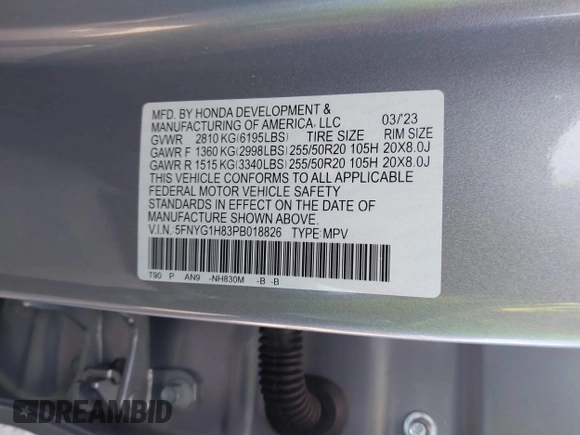 MFD. BY HONDA DEVELOPMENT &
MANUFACTURING OF AMERICA, LLC 03/'23
GVWR 2810 KG (6195LBS) TIRE SIZE RIM SIZE
GAWR F 1360 KG (2998LBS) 255/50R20 105H 20X8.0J
GAWR R 1515 KG (3340LBS) 255/50R20 105H 20X8.0J
THIS VEHICLE CONFORMS TO ALL APPLICABLE
FEDERAL MOTOR VEHICLE SAFETY
STANDARDS IN EFFECT ON THE DATE OF
MANUFACTURE SHOWN ABOVE.
V.I.N. 5FNYG1H83PB018826 TYPE MPV
T90 P AN9 -NH830M -B -B
DREAMBID